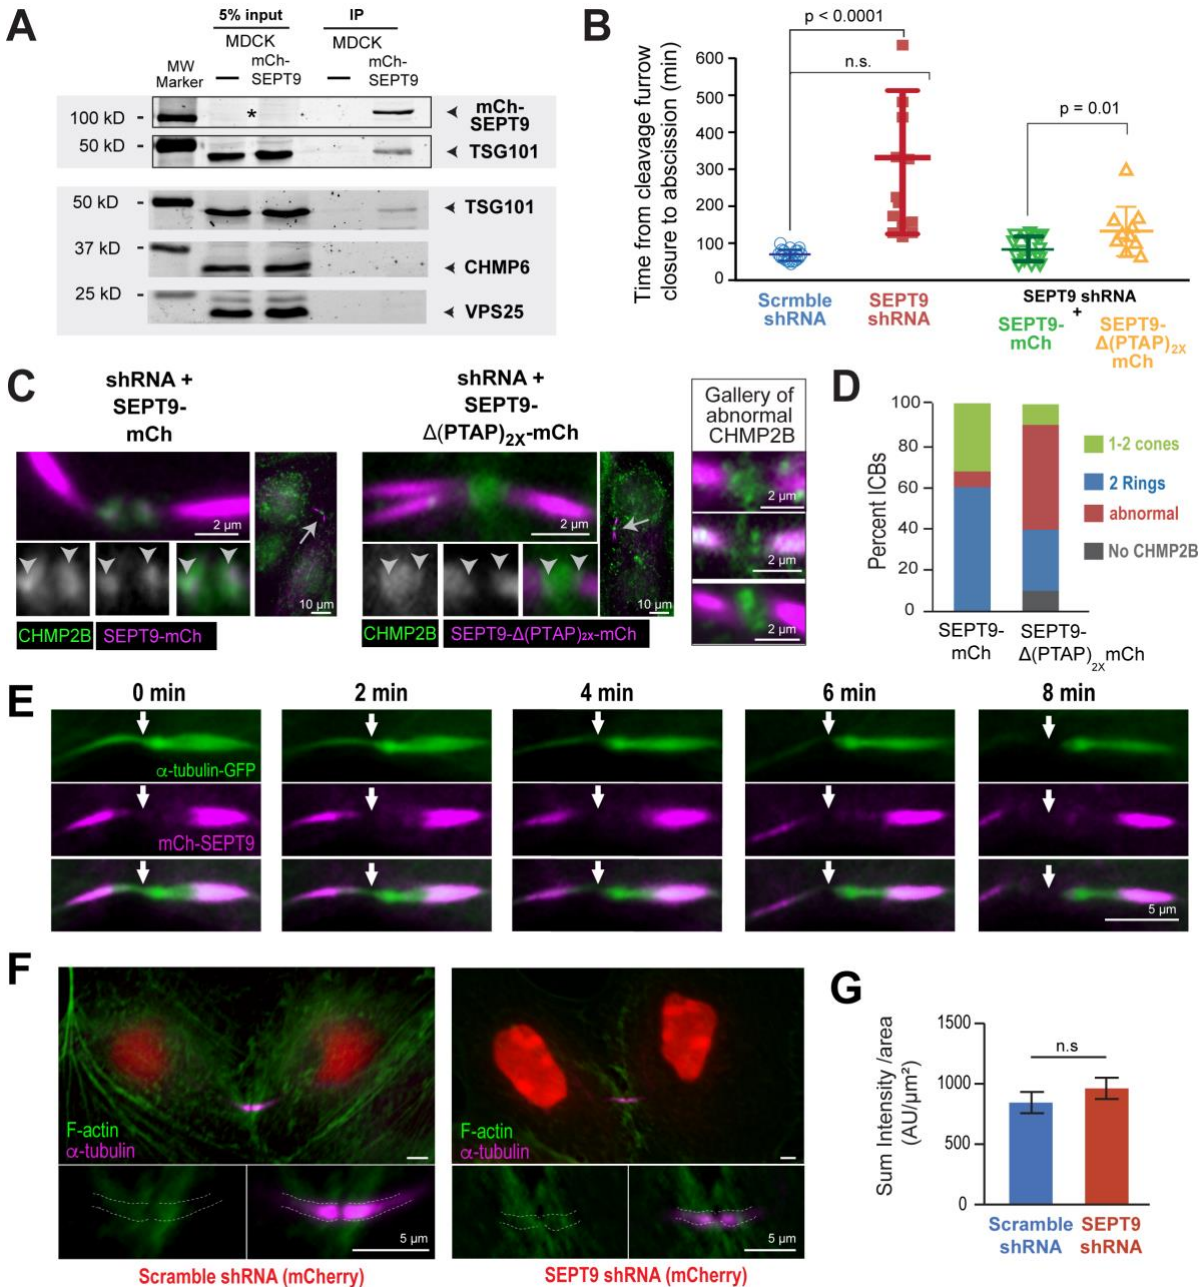 A
5% input
IP
MDCK
MDCK
MW
Marker
—
mCh-
SEPT9
—
mCh-
SEPT9
100 kD -
*
mCh-
SEPT9
50 kD -
TSG101
50 kD -
TSG101
37 kD -
CHMP6
25 kD -
VPS25
B
p < 0.0001
n.s.
p = 0.01
Time from cleavage furrow
closure to abscission (min)
600
500
400
300
200
100
0
Scrmble
shRNA
SEPT9
shRNA
SEPT9 shRNA
+
SEPT9-
mCh
SEPT9-
Δ(PTAP)2X
mCh
C
shRNA +
SEPT9-
mCh
2 µm
10 µm
CHMP2B
SEPT9-mCh
shRNA +
SEPT9-
Δ(PTAP)2X-mCh
2 µm
10 µm
CHMP2B
SEPT9-Δ(PTAP)2X-mCh
Gallery of
abnormal
CHMP2B
2 µm
2 µm
2 µm
D
Percent ICBs
100
80
60
40
20
0
1-2 cones
2 Rings
abnormal
No CHMP2B
SEPT9-
mCh
SEPT9-
Δ(PTAP)2XmCh
E
0 min
2 min
4 min
6 min
8 min
α-tubulin-GFP
mCh-SEPT9
5 µm
F
F-actin
α-tubulin
5 µm
Scramble shRNA (mCherry)
F-actin
α-tubulin
5 µm
SEPT9 shRNA (mCherry)
G
Sum Intensity /area
(AU/µm²)
1500
1000
500
0
n.s
Scramble
shRNA
SEPT9
shRNA